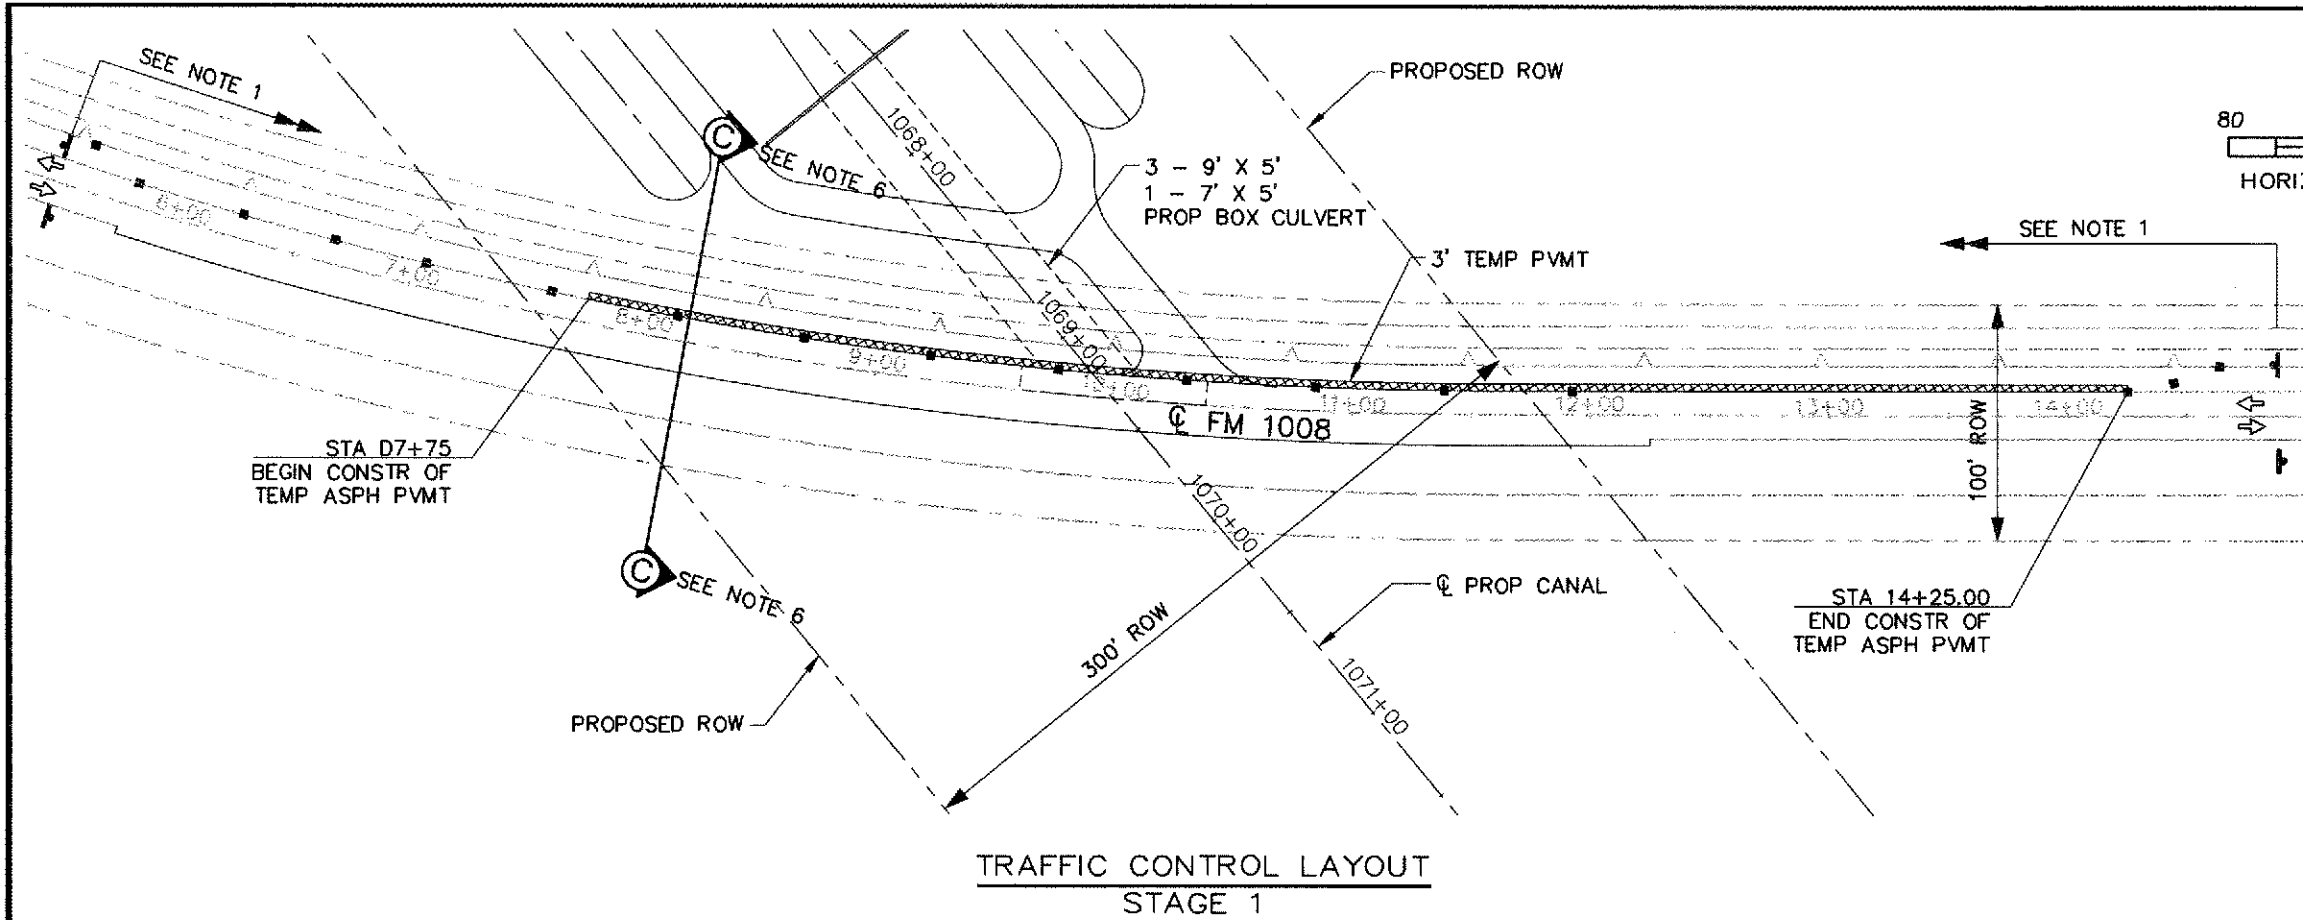 SEE NOTE 1
PROPOSED ROW
80
HORIZ
1068+00
SEE NOTE 6
3 - 9' X 5'
1 - 7' X 5'
PROP BOX CULVERT
SEE NOTE 1
6+00
7+00
3' TEMP PVMT
1069+00
8+00
9+00
11+00
12+00
13+00
14+00
℄ FM 1008
100' ROW
STA D7+75
BEGIN CONSTR OF
TEMP ASPH PVMT
1070+00
C
C
SEE NOTE 6
℄ PROP CANAL
STA 14+25.00
END CONSTR OF
TEMP ASPH PVMT
300' ROW
1071+00
PROPOSED ROW
TRAFFIC CONTROL LAYOUT
STAGE 1